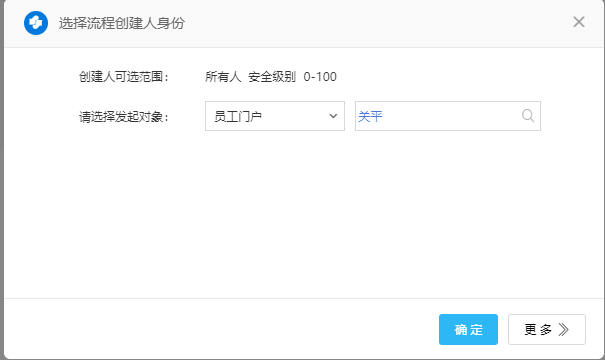 选择流程创建人身份
创建人可选范围： 所有人 安全级别 0-100
请选择发起对象： 员工门户 关平
确定 更多